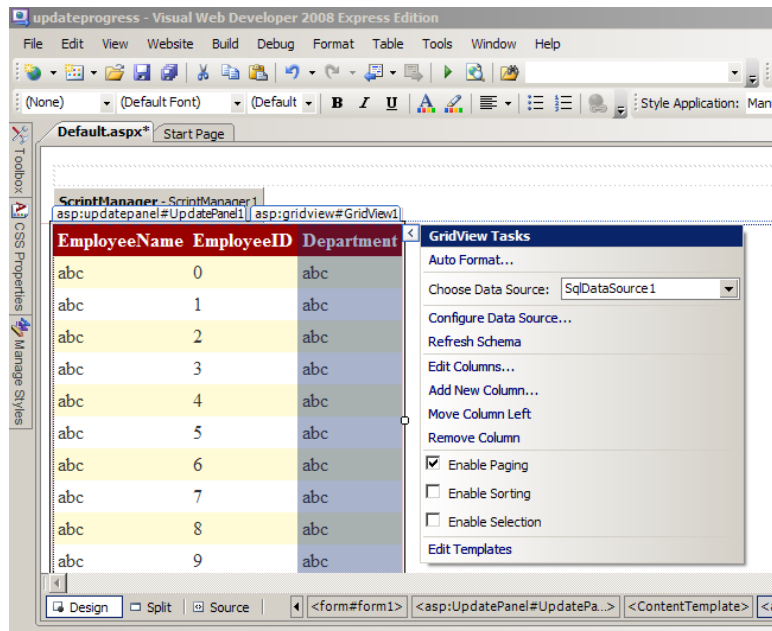 updateprogress - Visual Web Developer 2008 Express Edition
File Edit View Website Build Debug Format Table Tools Window Help
(None) (Default Font) (Default B I U A Style Application: Man
Default.aspx* Start Page
Toolbox
CSS Properties
Manage Styles
ScriptManager - ScriptManager1
asp:updatepanel#UpdatePanel1 asp:gridview#GridView1
EmployeeName EmployeeID Department
abc 0 abc
abc 1 abc
abc 2 abc
abc 3 abc
abc 4 abc
abc 5 abc
abc 6 abc
abc 7 abc
abc 8 abc
abc 9 abc
GridView Tasks
Auto Format...
Choose Data Source: SqlDataSource1
Configure Data Source...
Refresh Schema
Edit Columns...
Add New Column...
Move Column Left
Remove Column
Enable Paging
Enable Sorting
Enable Selection
Edit Templates
Design Split Source <form#form1> <asp:UpdatePanel#UpdatePa...> <ContentTemplate> <a